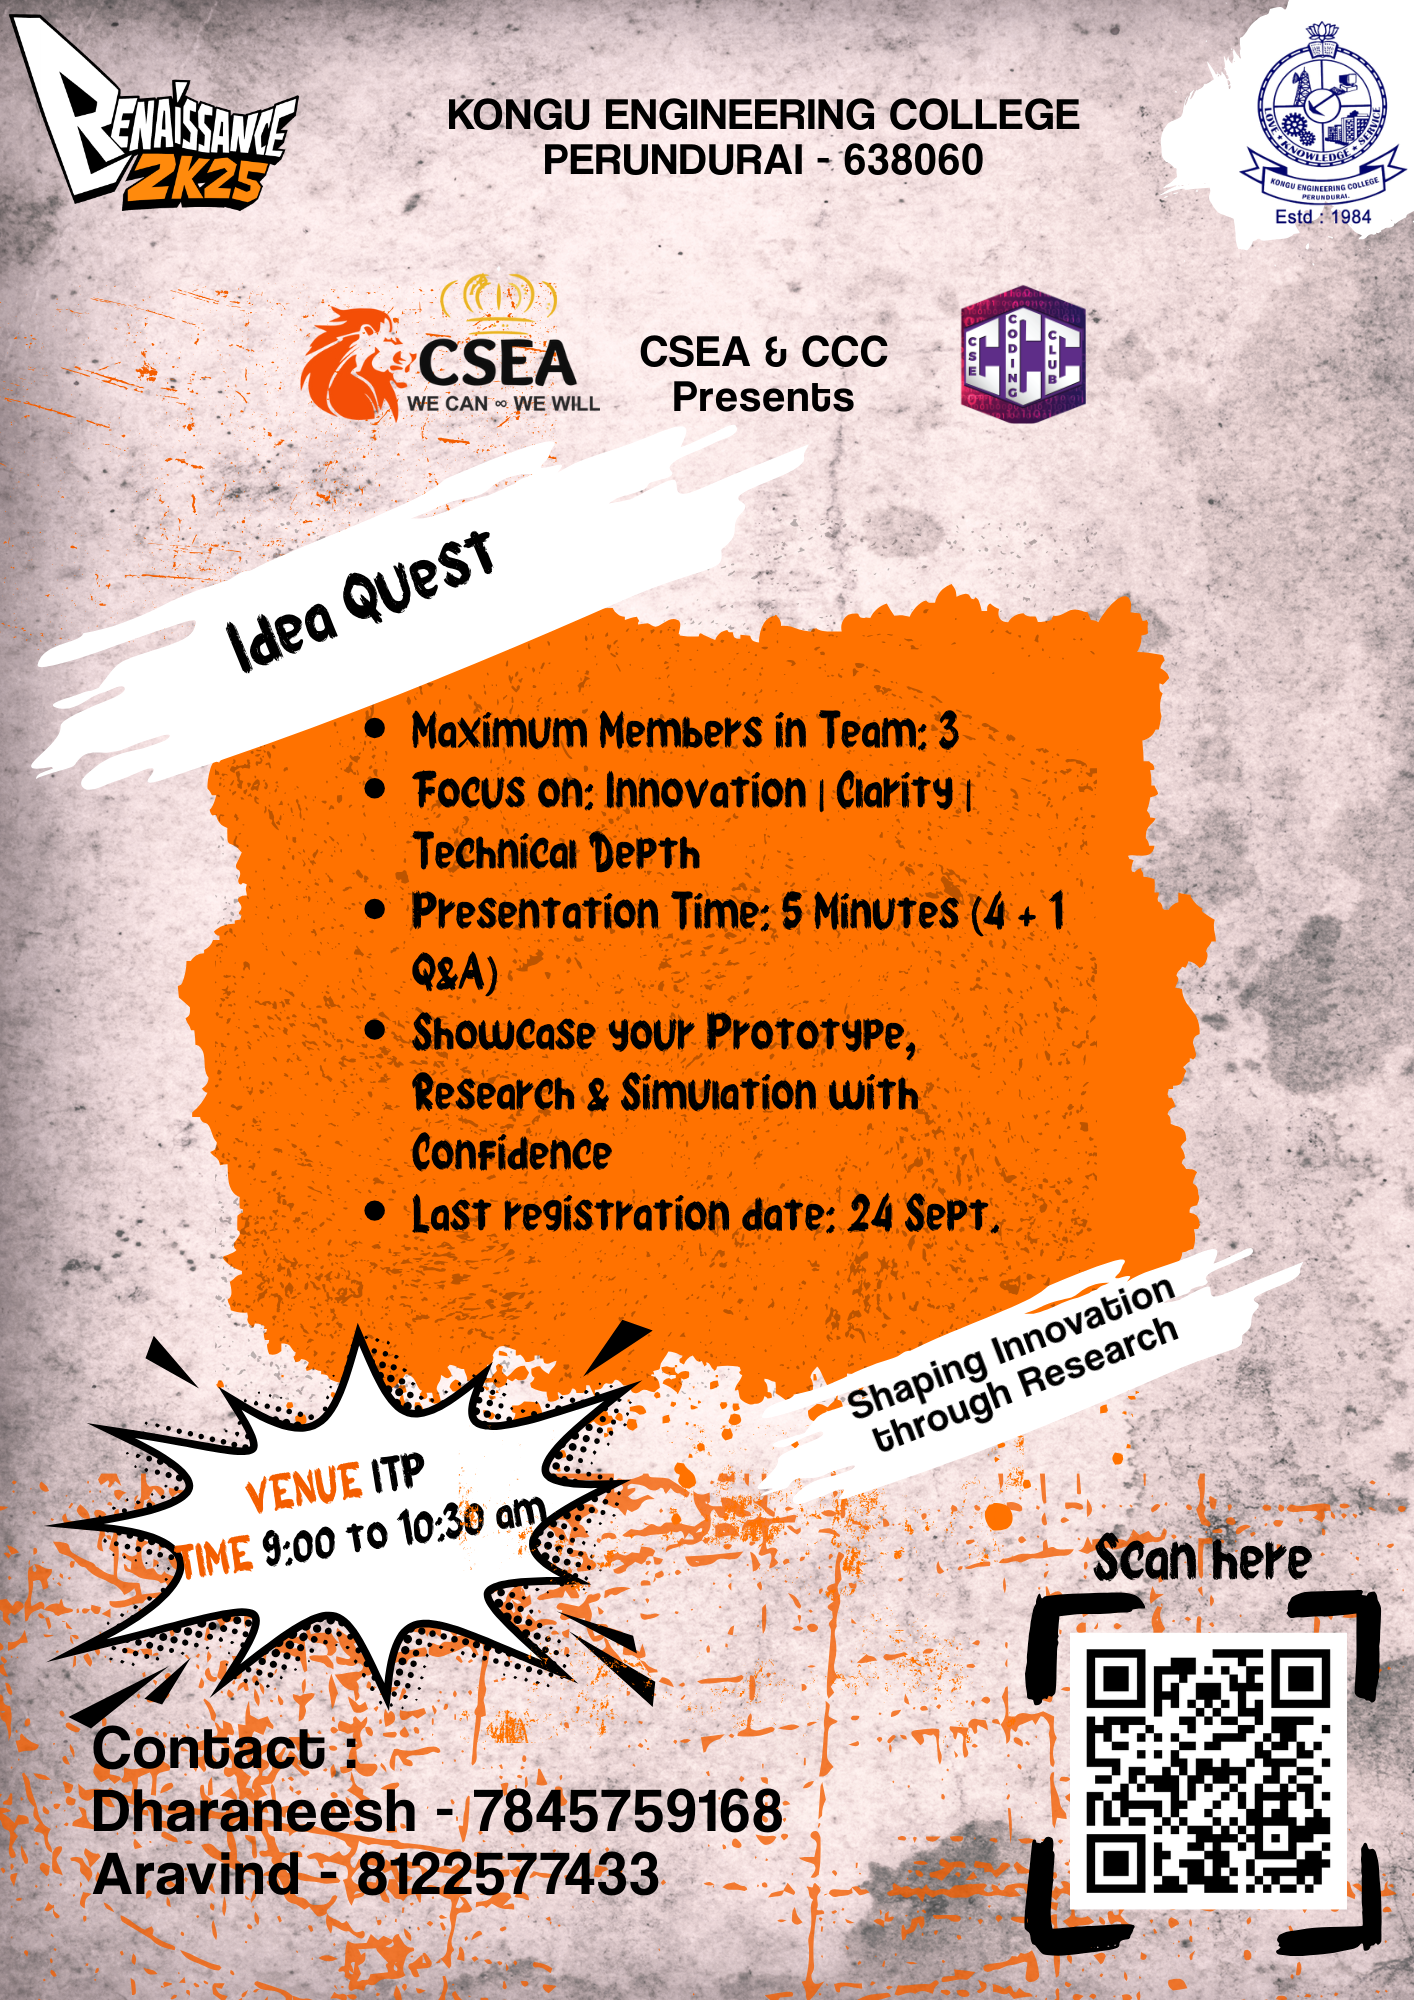 RENAISSANCE
2K25
KONGU ENGINEERING COLLEGE
PERUNDURAI - 638060
LOVE • KNOWLEDGE • SERVICE
KONGU ENGINEERING COLLEGE
PERUNDURAI.
Estd : 1984
CSEA
WE CAN ∞ WE WILL
CSEA & CCC
Presents
CSE
CODING
CLUB
Idea Quest
• Maximum Members in Team: 3
• Focus on: Innovation | Clarity |
Technical Depth
• Presentation Time: 5 Minutes (4 + 1
Q&A)
• Showcase your Prototype,
Research & Simulation with
Confidence
• Last registration date: 24 Sept.
Shaping Innovation
through Research
VENUE ITP
TIME 9:00 to 10:30 am
Scan here
Contact :
Dharaneesh - 7845759168
Aravind - 8122577433